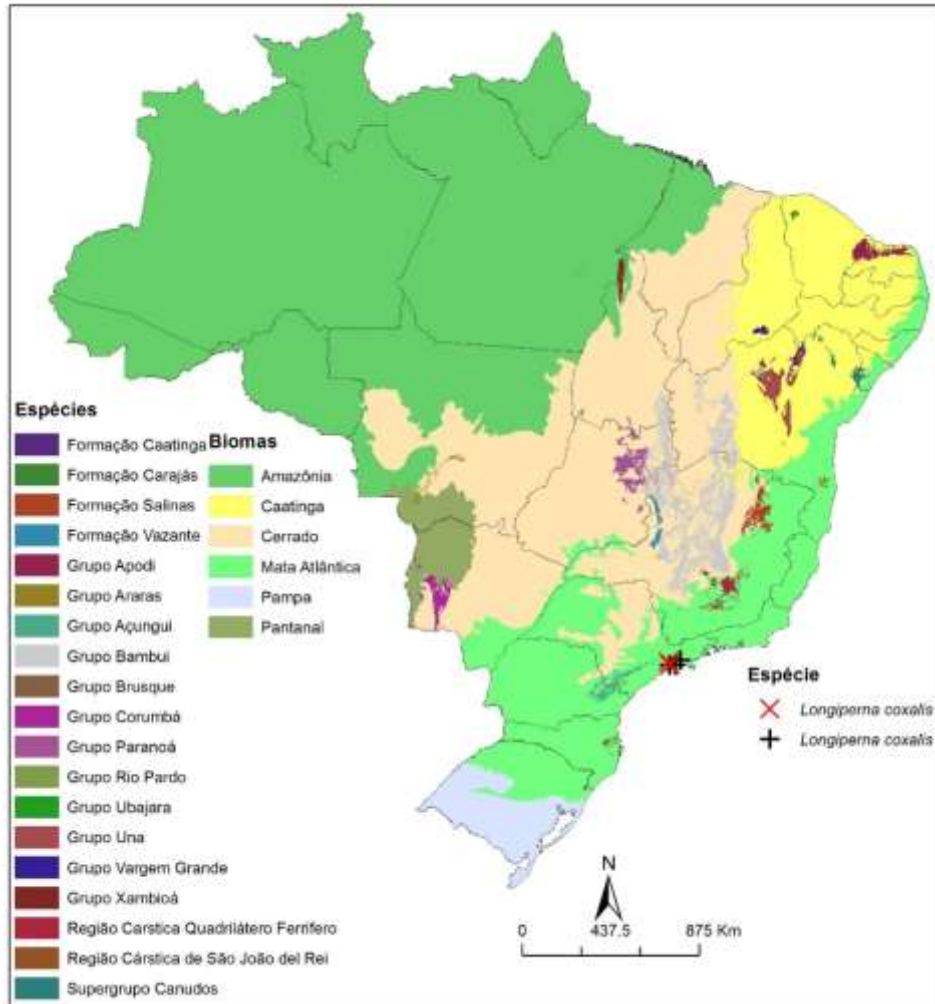 Espécies
Formação Caatinga
Formação Carajás
Formação Salinas
Formação Vazante
Grupo Apodi
Grupo Araras
Grupo Açungui
Grupo Bambuí
Grupo Brusque
Grupo Corumbá
Grupo Paranoá
Grupo Rio Pardo
Grupo Ubajara
Grupo Una
Grupo Vargem Grande
Grupo Xambioá
Região Carstica Quadrilátero Ferrífero
Região Cárstica de São João del Rei
Supergrupo Canudos
Biomas
Amazônia
Caatinga
Cerrado
Mata Atlântica
Pampa
Pantanal
Espécie
Longiperna coxalis
Longiperna coxalis
N
0 437.5 875 Km